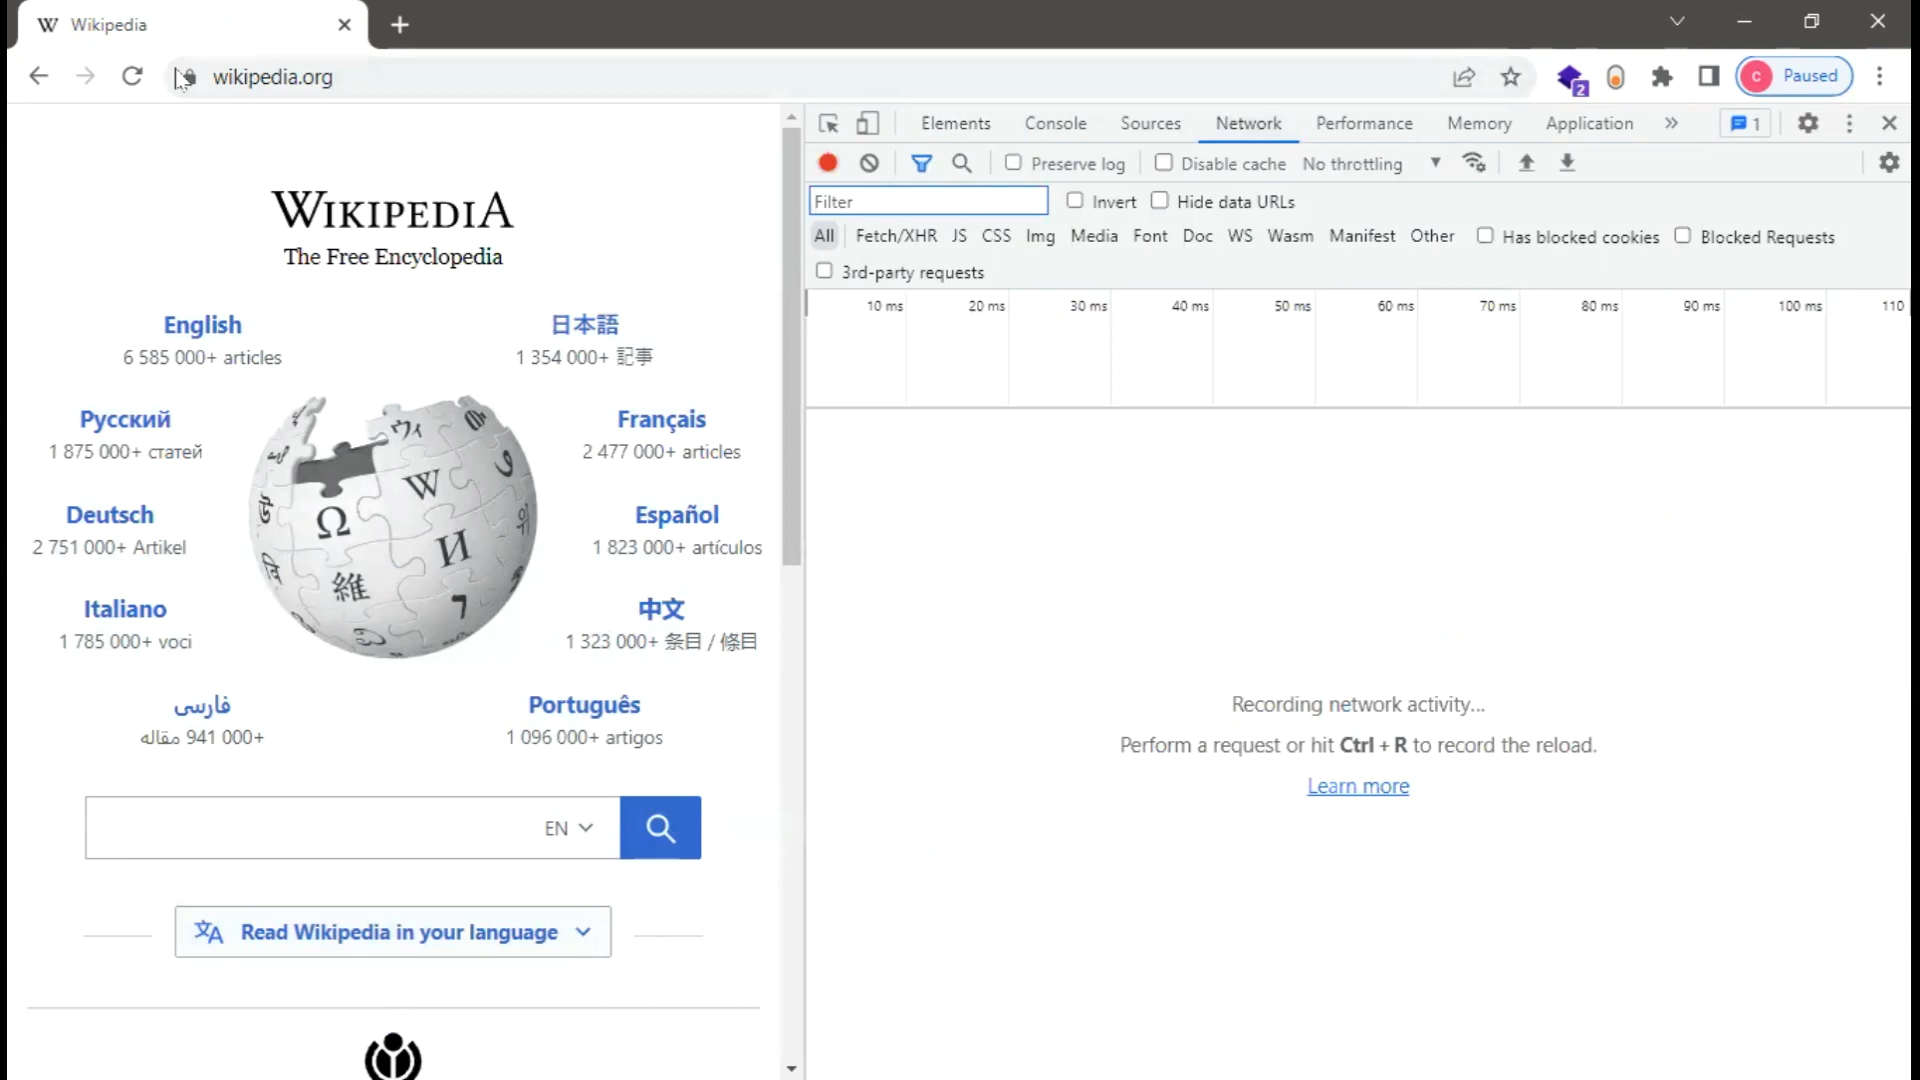 Wikipedia
wikipedia.org
2
C
Paused
Elements Console Sources Network Performance Memory Application
1
Preserve log Disable cache No throttling
Filter
Invert Hide data URLs
All Fetch/XHR JS CSS Img Media Font Doc WS Wasm Manifest Other Has blocked cookies Blocked Requests
3rd-party requests
10 ms 20 ms 30 ms 40 ms 50 ms 60 ms 70 ms 80 ms 90 ms 100 ms 110
Recording network activity...
Perform a request or hit Ctrl + R to record the reload.
Learn more
WIKIPEDIA
The Free Encyclopedia
English
6 585 000+ articles
日本語
1 354 000+ 記事
Русский
1 875 000+ статей
Français
2 477 000+ articles
Deutsch
2 751 000+ Artikel
Español
1 823 000+ artículos
Italiano
1 785 000+ voci
中文
1 323 000+ 条目 / 條目
فارسی
941 000+ مقاله
Português
1 096 000+ artigos
Ω
W
И
維
ウィ
위
7
EN
Read Wikipedia in your language